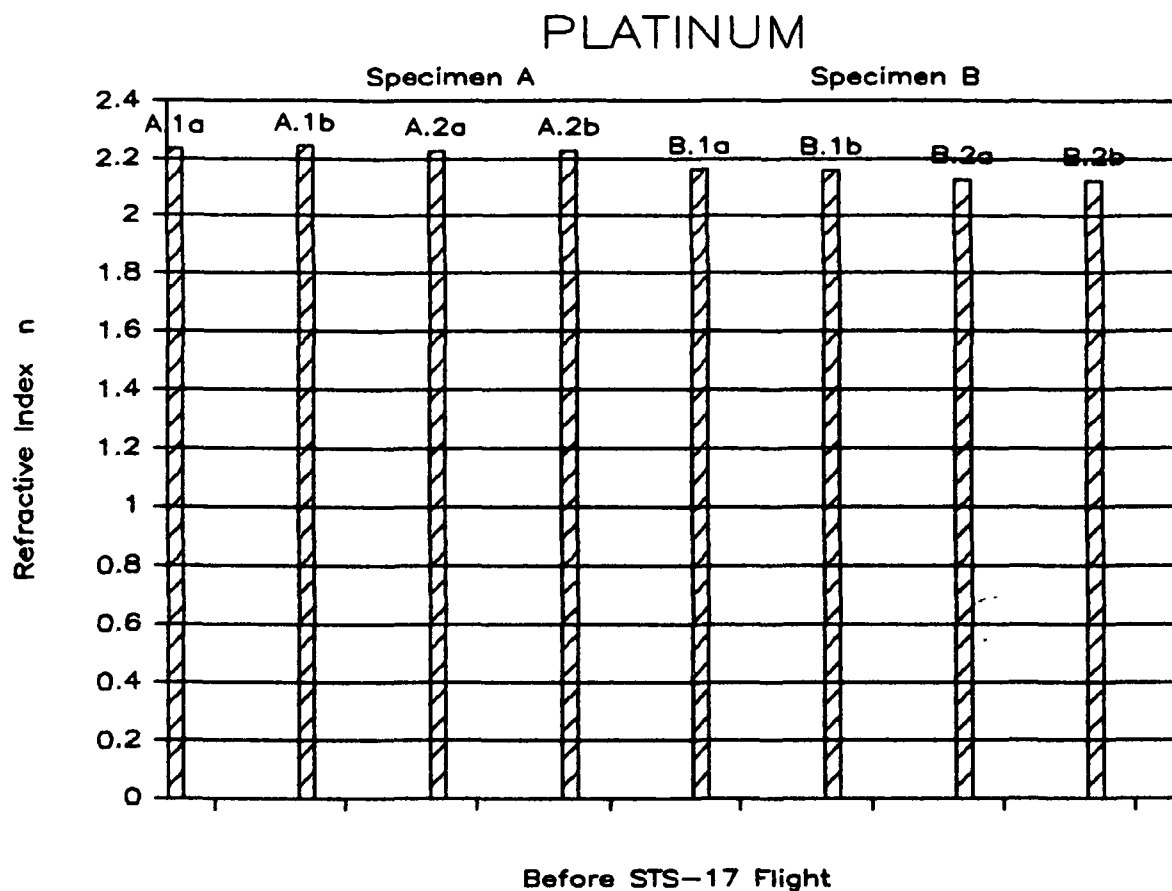 PLATINUM
Specimen A Specimen B
2.4
A.1a A.1b A.2a A.2b B.1a B.1b B.2a B.2b
2.2
2
1.8
1.6
1.4
1.2
1
0.8
0.6
0.4
0.2
0
Refractive Index n
Before STS-17 Flight